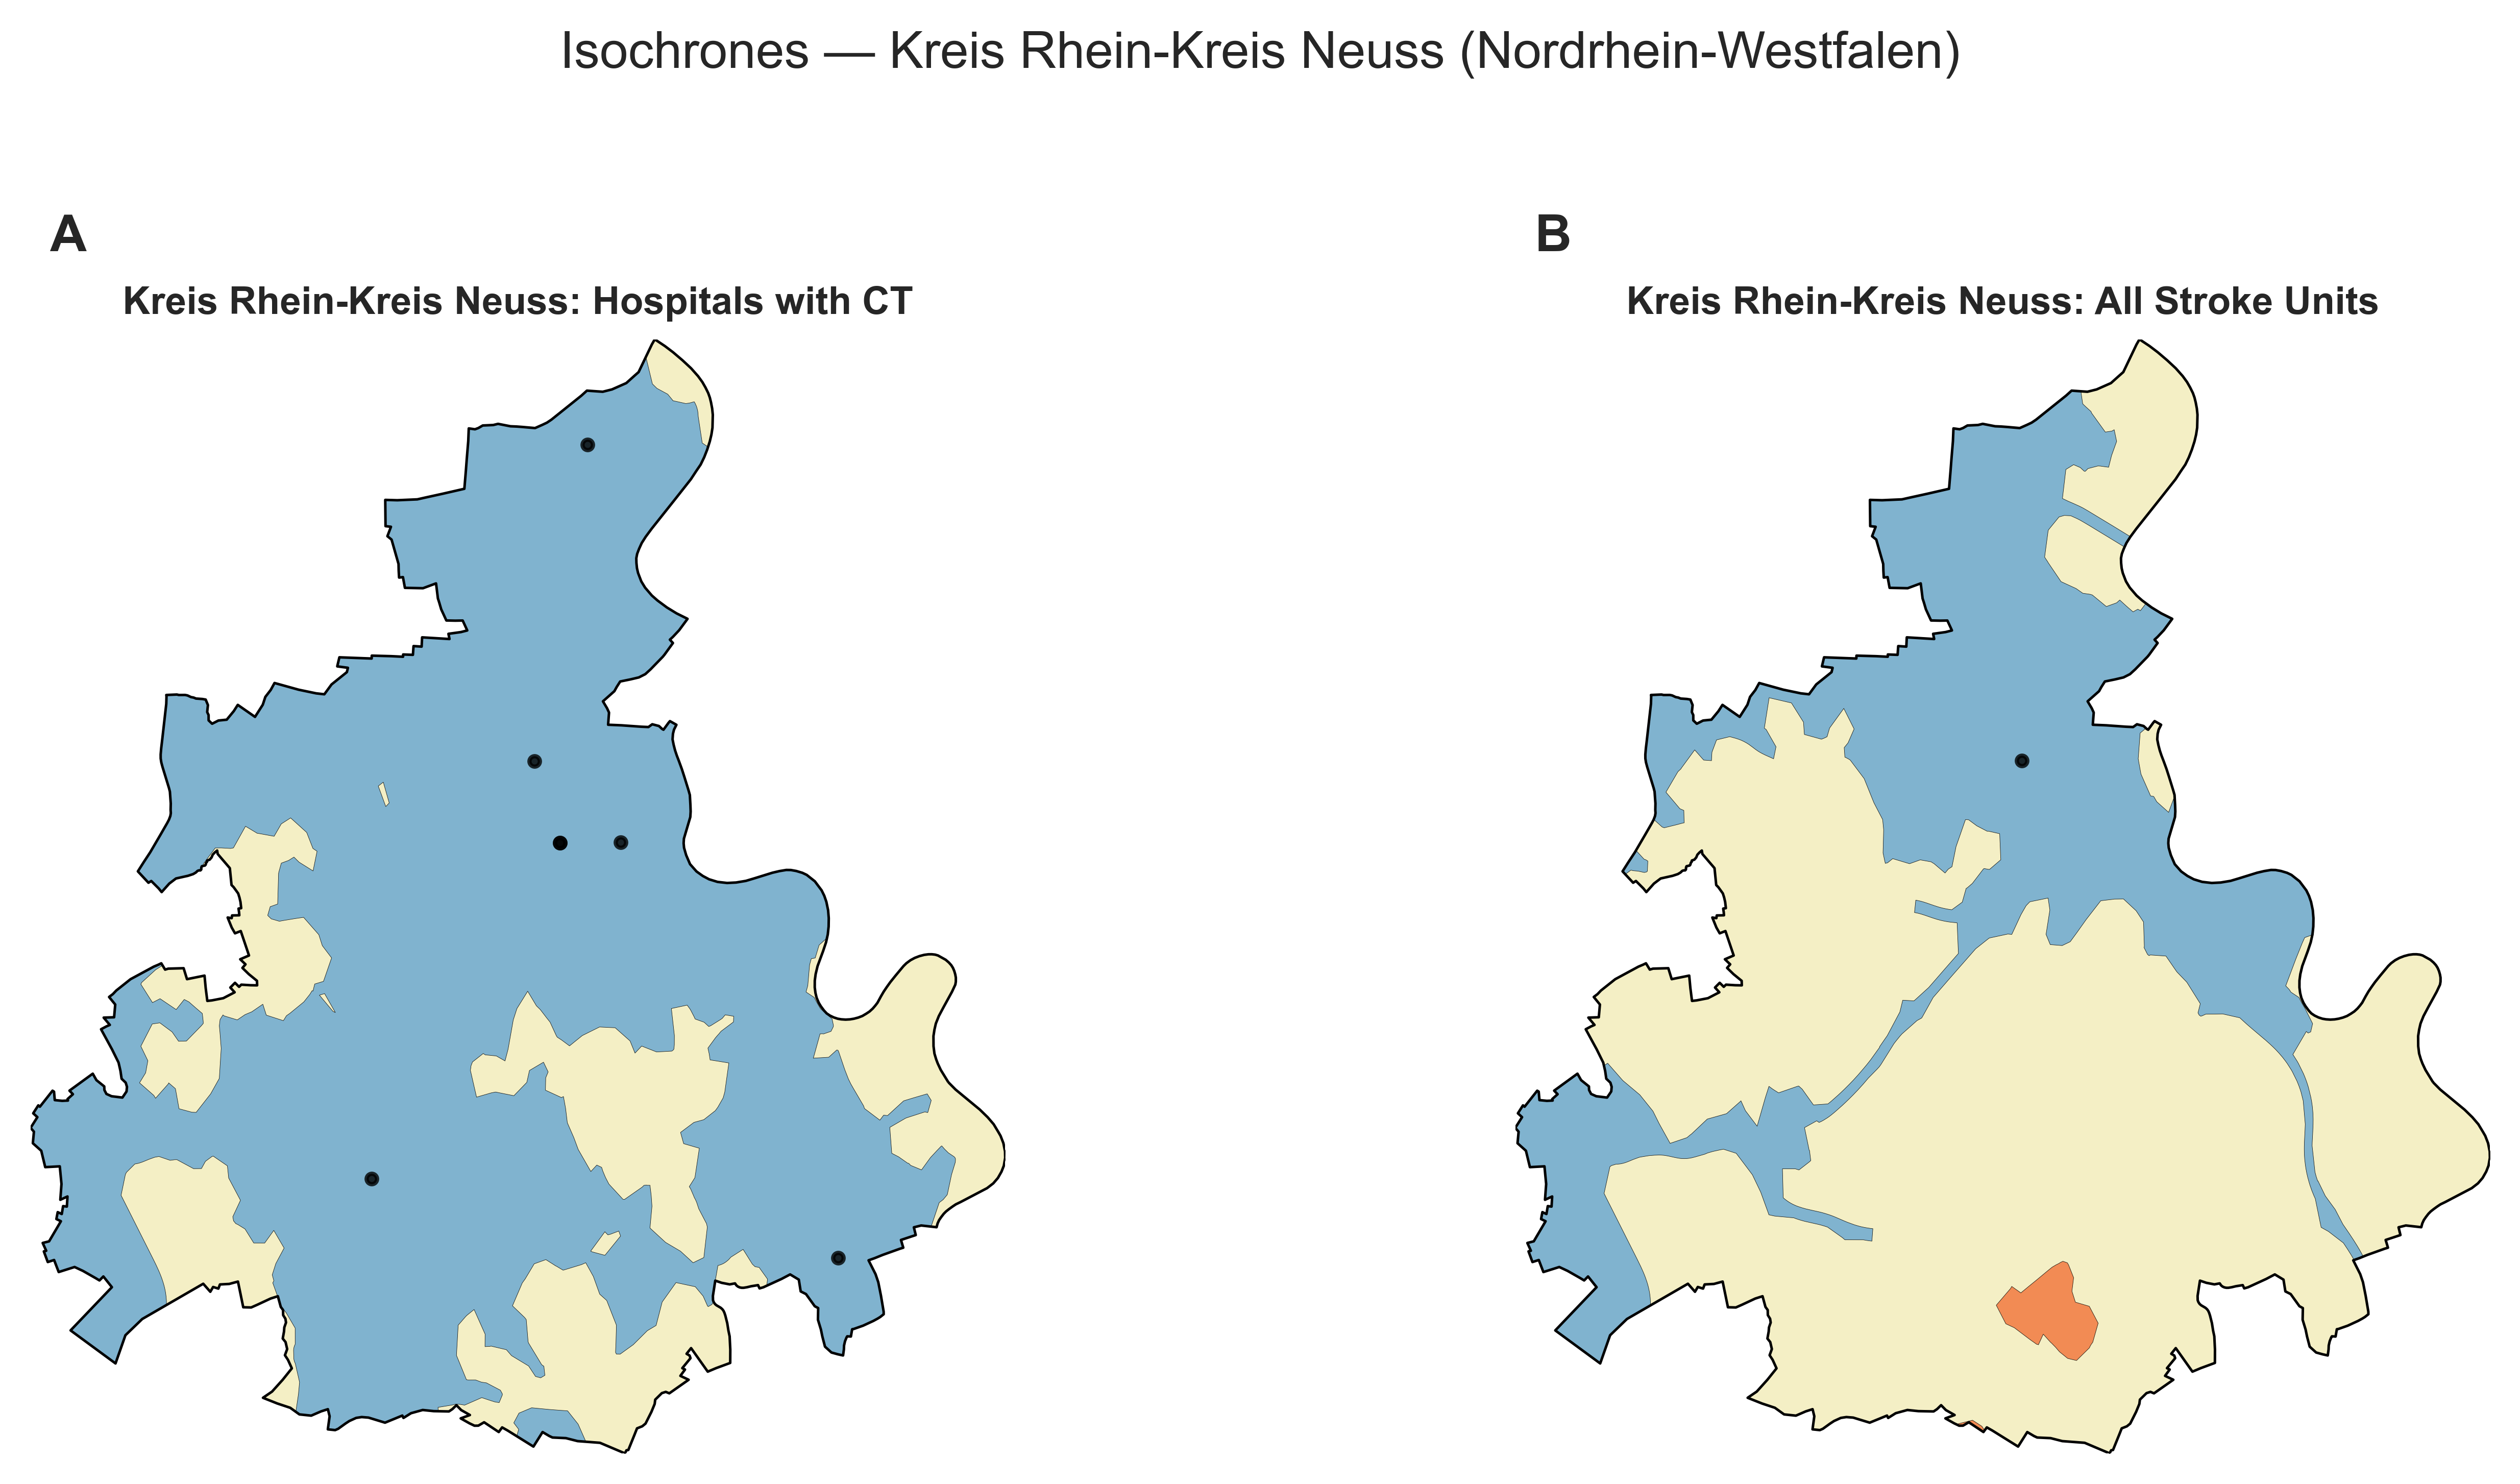 Isochrones — Kreis Rhein-Kreis Neuss (Nordrhein-Westfalen)
A
Kreis Rhein-Kreis Neuss: Hospitals with CT
B
Kreis Rhein-Kreis Neuss: All Stroke Units